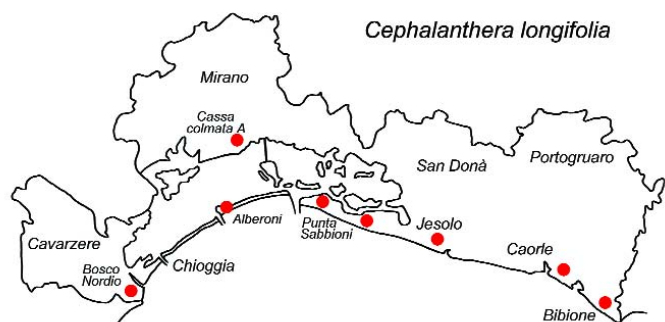 Cephalanthera longifolia
Mirano
Cassa
colmata A
San Donà
Portogruaro
Alberoni
Punta
Sabbioni
Jesolo
Cavarzere
Caorle
Bosco
Nordio
Chioggia
Bibione